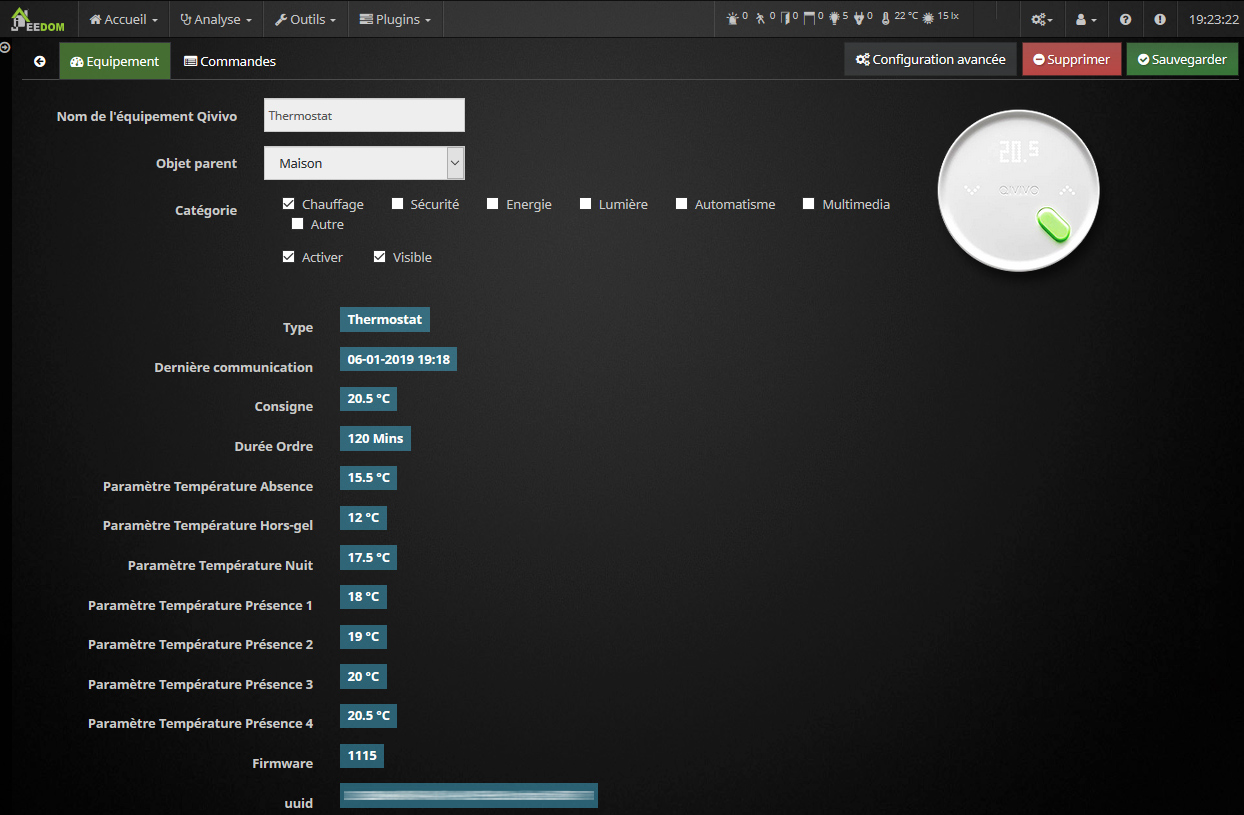 JEEDOM Accueil Analyse Outils Plugins 0 0 0 0 5 0 22 °C 15 lx 19:23:22
Equipement Commandes Configuration avancée Supprimer Sauvegarder
Nom de l'équipement Qivivo Thermostat
Objet parent Maison
Catégorie Chauffage Sécurité Energie Lumière Automatisme Multimedia
Autre
Activer Visible
20.5
QIVIVO
Type Thermostat
Dernière communication 06-01-2019 19:18
Consigne 20.5 °C
Durée Ordre 120 Mins
Paramètre Température Absence 15.5 °C
Paramètre Température Hors-gel 12 °C
Paramètre Température Nuit 17.5 °C
Paramètre Température Présence 1 18 °C
Paramètre Température Présence 2 19 °C
Paramètre Température Présence 3 20 °C
Paramètre Température Présence 4 20.5 °C
Firmware 1115
uuid